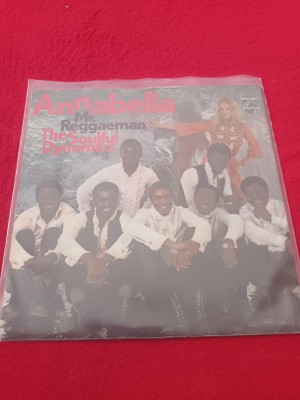 Annabella
Mr.
Reggaeman
The Soulful
Dynamics